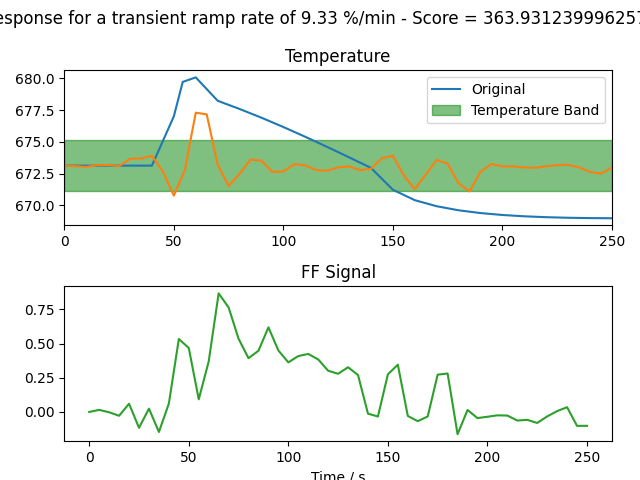 esponse for a transient ramp rate of 9.33 %/min - Score = 363.931239996257
Temperature
680.0
677.5
675.0
672.5
670.0
Original
Temperature Band
0 50 100 150 200 250
FF Signal
0.75
0.50
0.25
0.00
0 50 100 150 200 250
Time / s